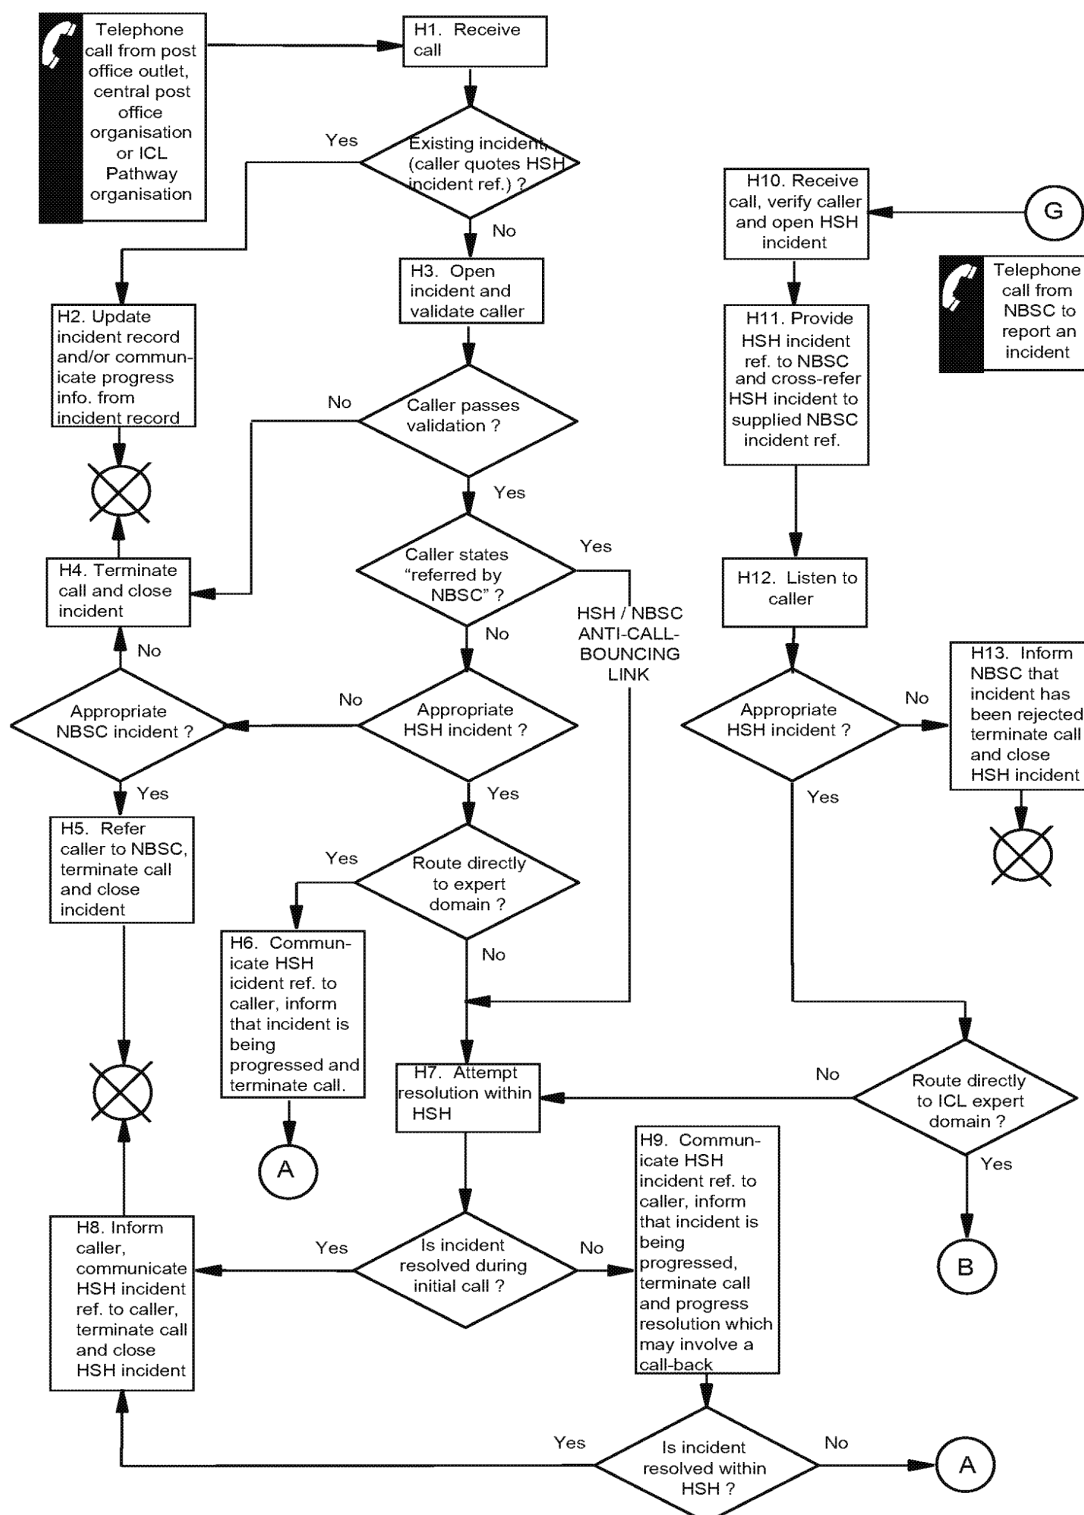 Telephone
call from post
office outlet,
central post
office
organisation
or ICL
Pathway
organisation
H1. Receive
call
Yes
Existing incident,
(caller quotes HSH
incident ref.) ?
No
H3. Open
incident and
validate caller
H2. Update
incident record
and/or commun-
icate progress
info. from
incident record
No
Caller passes
validation ?
Yes
Caller states
“referred by
NBSC” ?
Yes
HSH / NBSC
ANTI-CALL-
BOUNCING
LINK
No
H4. Terminate
call and close
incident
No
Appropriate
NBSC incident ?
No
Appropriate
HSH incident ?
Yes
Yes
H5. Refer
caller to NBSC,
terminate call
and close
incident
Yes
Route directly
to expert
domain ?
No
H6. Commun-
icate HSH
icident ref. to
caller, inform
that incident is
being
progressed and
terminate call.
A
H7. Attempt
resolution within
HSH
H8. Inform
caller,
communicate
HSH incident
ref. to caller,
terminate call
and close
HSH incident
Yes
Is incident
resolved during
initial call ?
No
H9. Commun-
icate HSH
incident ref. to
caller, inform
that incident is
being
progressed,
terminate call
and progress
resolution which
may involve a
call-back
Yes
Is incident
resolved within
HSH ?
No
A
H10. Receive
call, verify caller
and open HSH
incident
G
Telephone
call from
NBSC to
report an
incident
H11. Provide
HSH incident
ref. to NBSC
and cross-refer
HSH incident to
supplied NBSC
incident ref.
H12. Listen to
caller
Appropriate
HSH incident ?
No
H13. Inform
NBSC that
incident has
been rejected,
terminate call
and close
HSH incident
Yes
No
Route directly
to ICL expert
domain ?
Yes
B